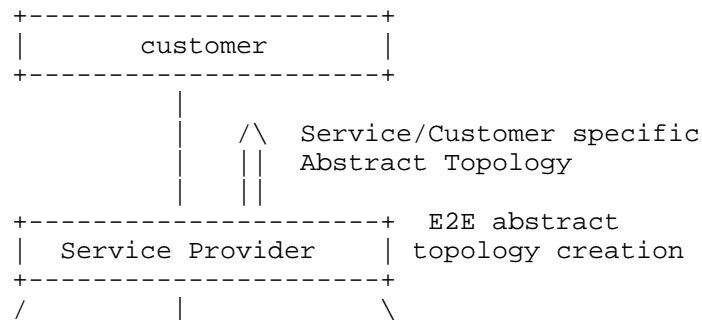 customer
Service/Customer specific
Abstract Topology
E2E abstract
Service Provider topology creation